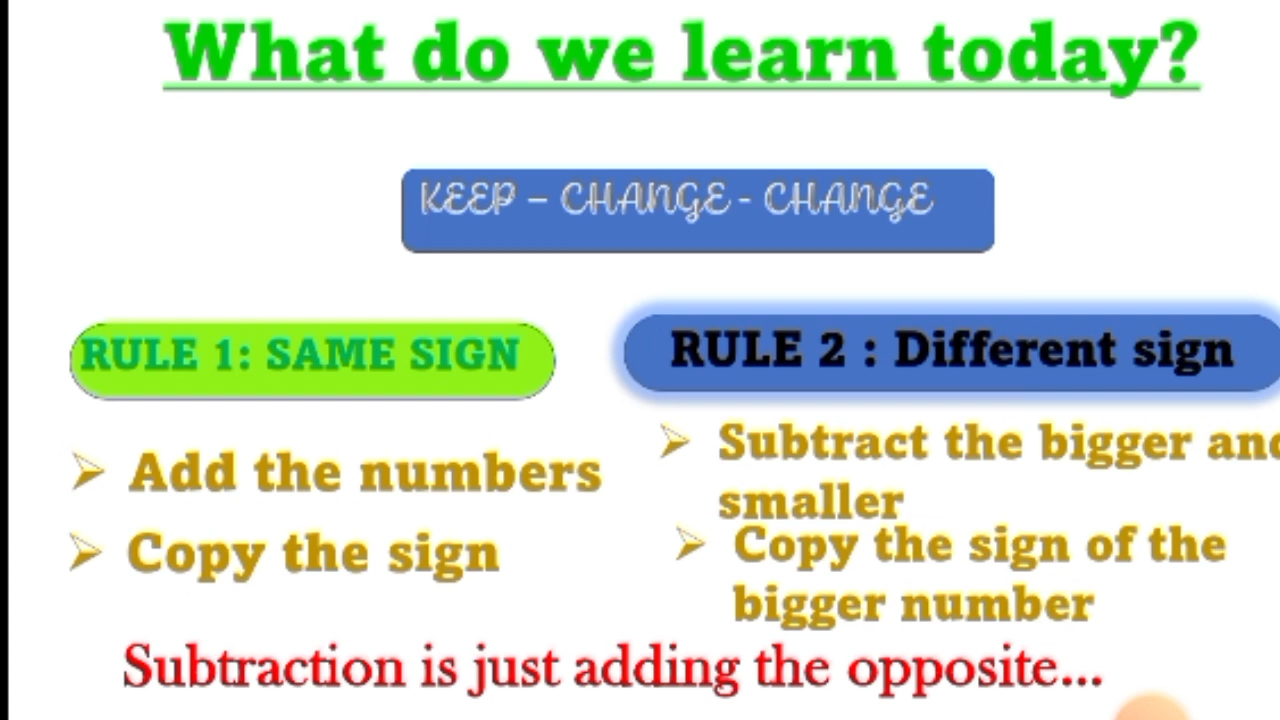 What do we learn today?
KEEP – CHANGE - CHANGE
RULE 1: SAME SIGN
➢ Add the numbers
➢ Copy the sign
RULE 2 : Different sign
➢ Subtract the bigger and
smaller
➢ Copy the sign of the
bigger number
Subtraction is just adding the opposite...